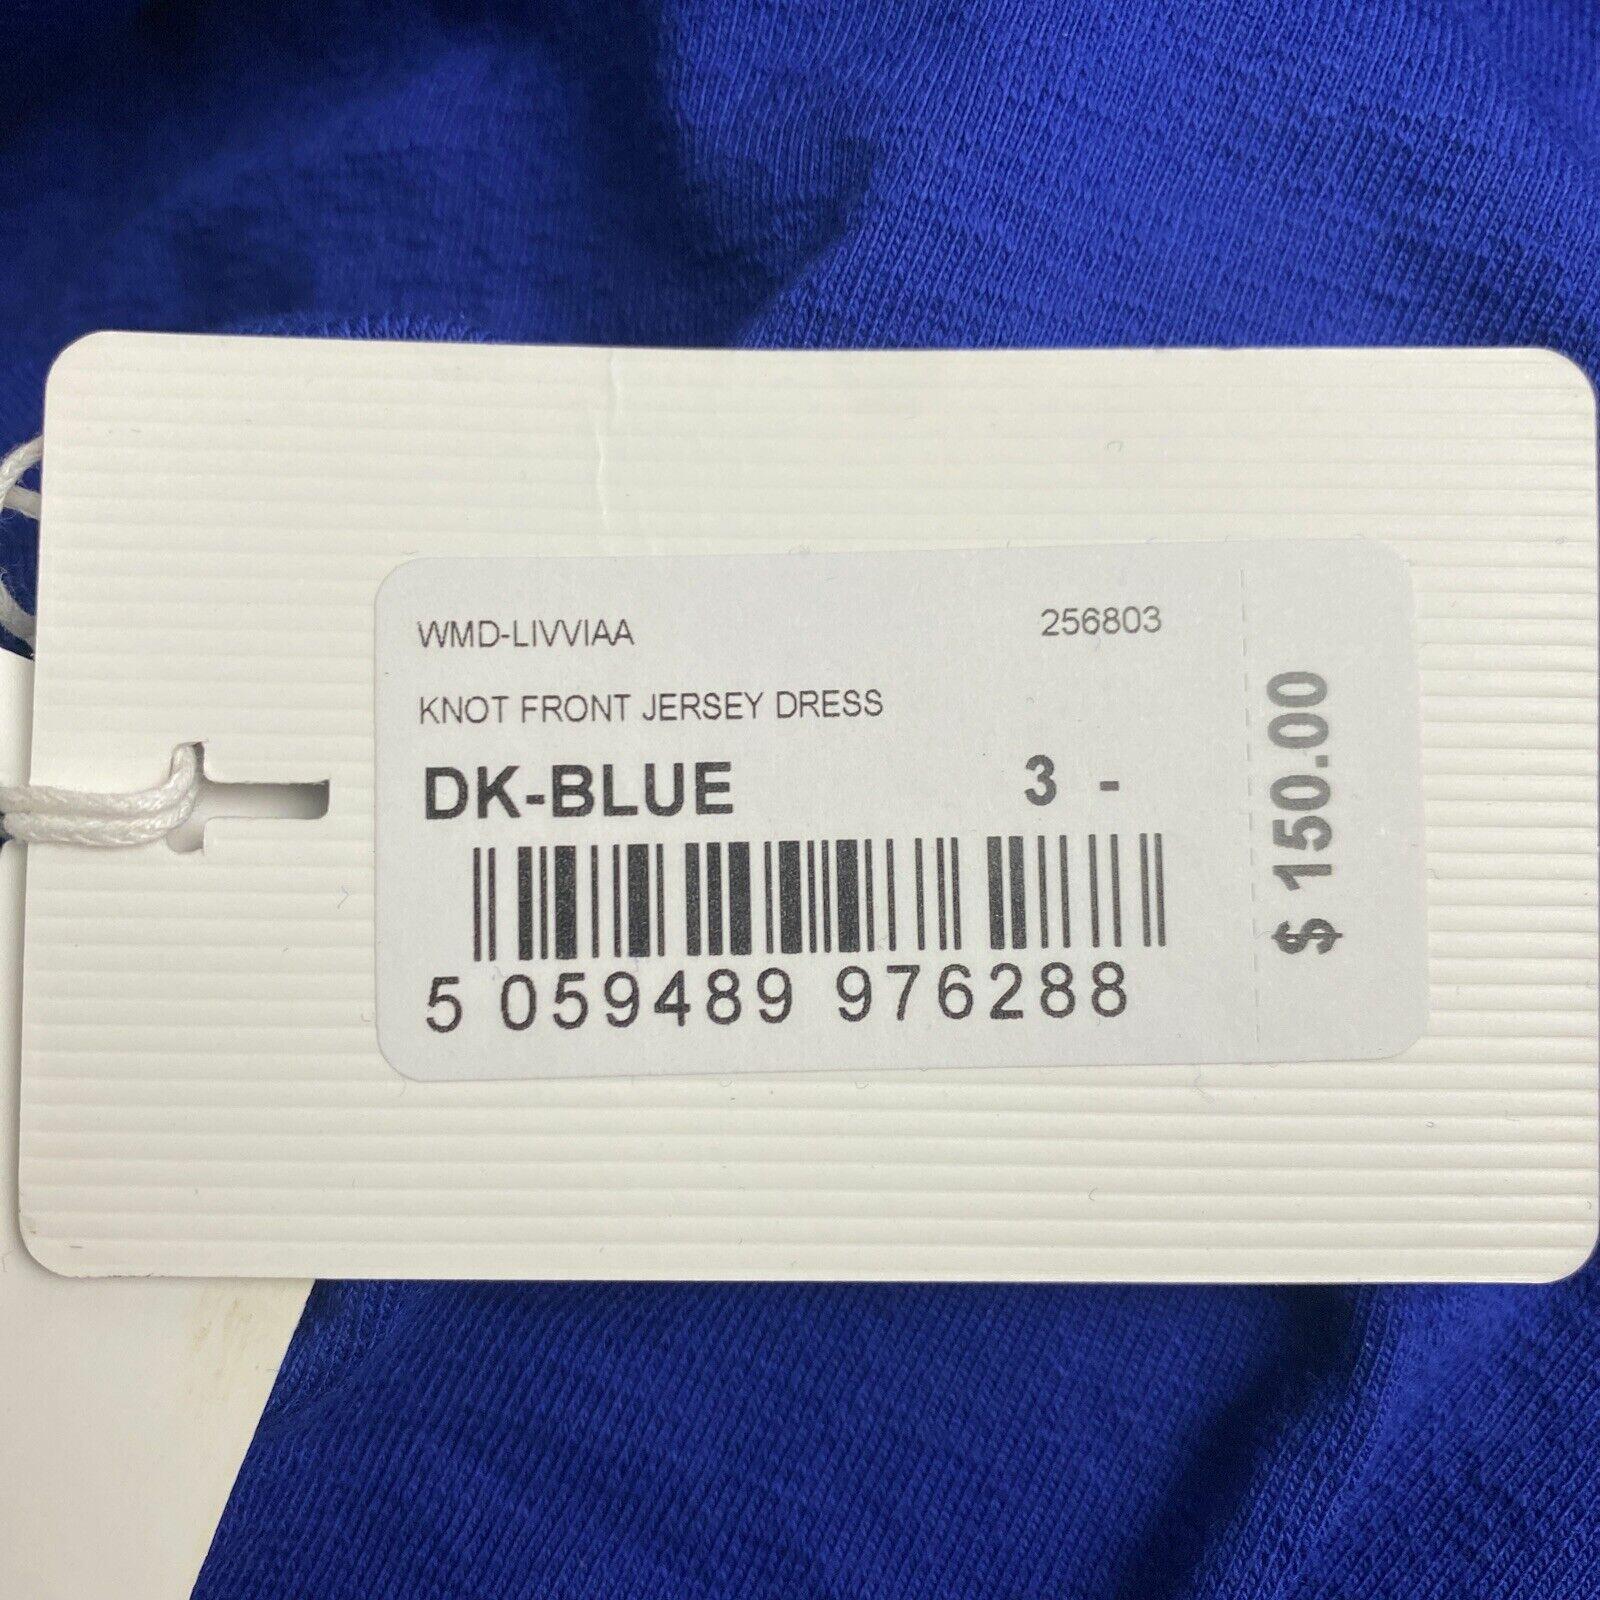 WMD-LIVVIAA 256803
KNOT FRONT JERSEY DRESS
DK-BLUE 3 -
5 059489 976288
$ 150.00